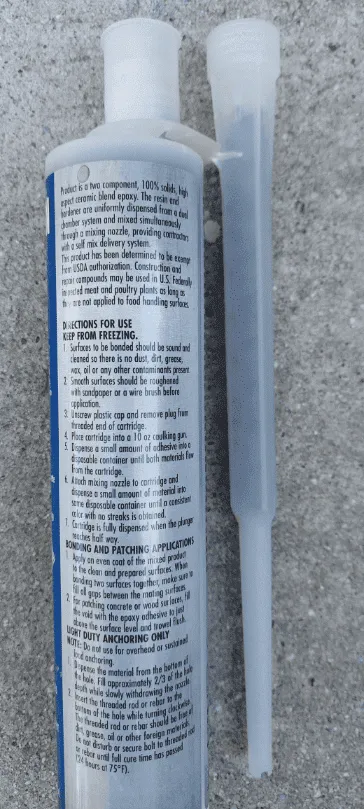 Product is a two component, 100% solids, high
aspect ceramic blend epoxy. The resin and
hardener are uniformly dispensed from a dual
chamber system and mixed simultaneously
through a mixing nozzle, providing contractors
with a self mix delivery system.
This product has been determined to be exempt
from USDA authorization. Construction and
repair compounds may be used in U.S. Federally
inspected meat and poultry plants as long as
they are not applied to food handling surfaces.
DIRECTIONS FOR USE
KEEP FROM FREEZING.
1. Surfaces to be bonded should be sound and
cleaned so there is no dust, dirt, grease,
wax, oil or any other contaminants present.
2. Smooth surfaces should be roughened
with sandpaper or a wire brush before
application.
3. Unscrew plastic cap and remove plug from
threaded end of cartridge.
4. Place cartridge into a 10 oz caulking gun.
5. Dispense a small amount of adhesive into a
disposable container until both materials flow
from the cartridge.
6. Attach mixing nozzle to cartridge and
dispense a small amount of material into
same disposable container until a consistent
color with no streaks is obtained.
7. Cartridge is fully dispensed when the plunger
reaches half way.
BONDING AND PATCHING APPLICATIONS
1. Apply an even coat of the mixed product
to the clean and prepared surfaces. When
bonding two surfaces together, make sure to
fill all gaps between the mating surfaces.
2. For patching concrete or wood surfaces, fill
the void with the epoxy adhesive to just
above the surface level and trowel flush.
LIGHT DUTY ANCHORING ONLY
NOTE: Do not use for overhead or sustained
load anchoring.
1. Dispense the material from the bottom of
the hole. Fill approximately 2/3 of the hole
depth while slowly withdrawing the nozzle.
2. Insert the threaded rod or rebar to the
bottom of the hole while turning clockwise.
The threaded rod or rebar should be free of
dirt, grease, oil or other foreign materials.
Do not disturb or secure bolt to threaded rod
or rebar until full cure time has passed
(24 hours at 75°F).